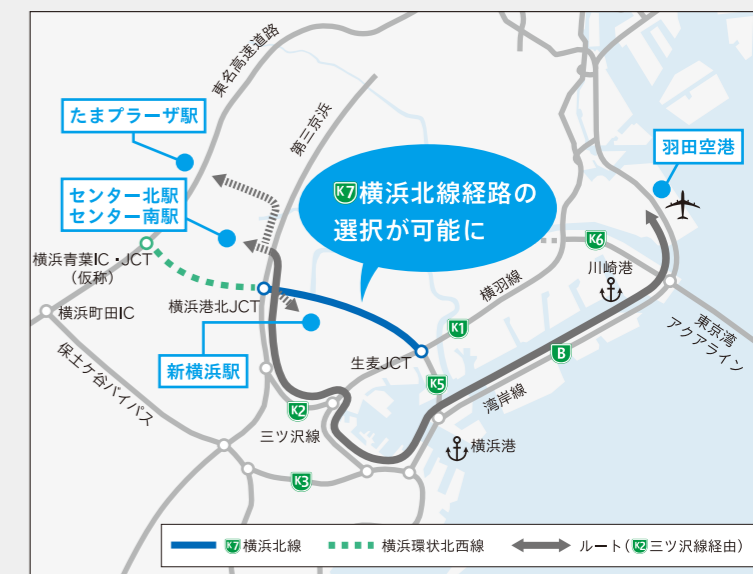 東名高速道路
第三京浜
たまプラーザ駅
羽田空港
K7横浜北線経路の
選択が可能に
センター北駅
センター南駅
横浜青葉IC・JCT
(仮称)
横浜港北JCT
横浜町田IC
新横浜駅
保土ケ谷バイパス
K6
川崎港
横羽線
K1
生麦JCT
K5
B
湾岸線
東京湾
アクアライン
K2
三ツ沢線
横浜港
K3
K7横浜北線
横浜環状北西線
ルート(K2三ツ沢線経由)